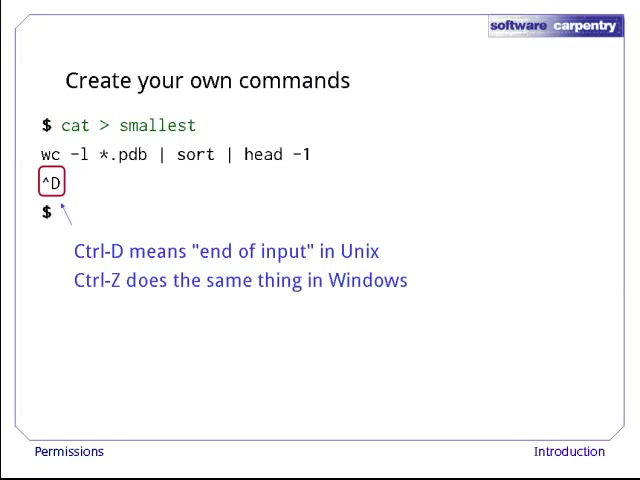 software carpentry
Create your own commands
$ cat > smallest
wc -l *.pdb | sort | head -1
^D
$
Ctrl-D means "end of input" in Unix
Ctrl-Z does the same thing in Windows
Permissions
Introduction